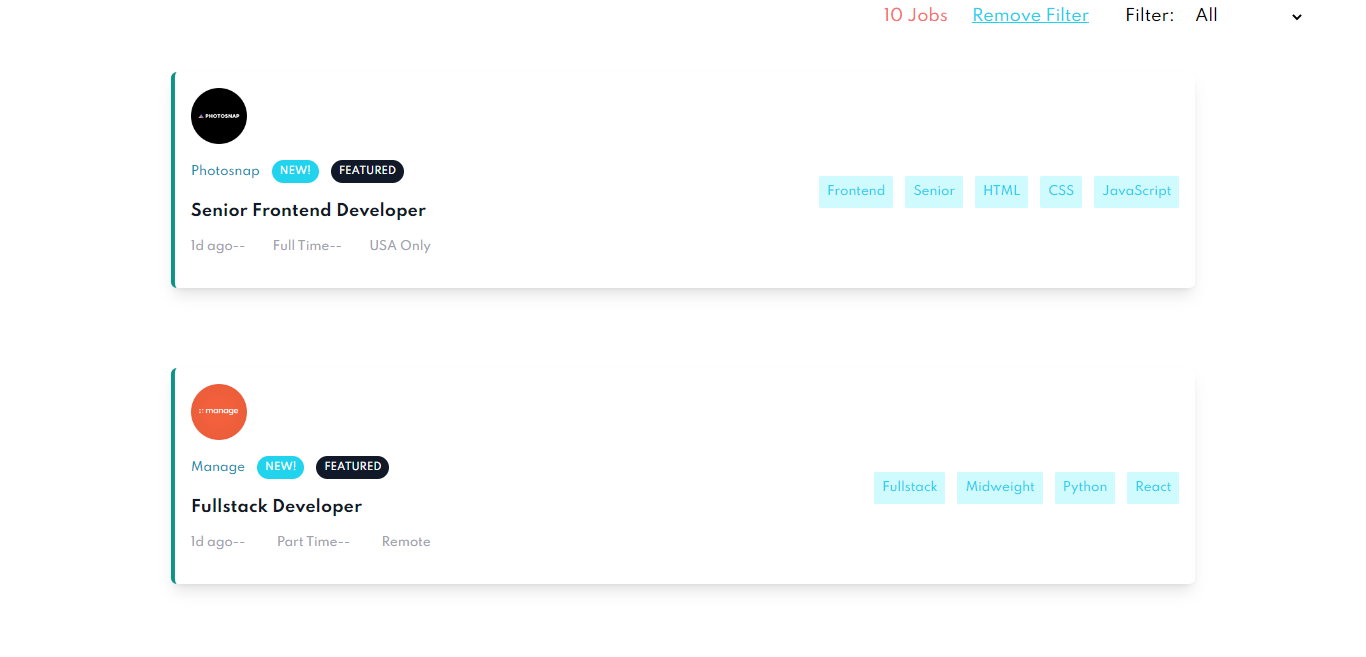 10 Jobs Remove Filter Filter: All
PHOTOSNAP
Photosnap NEW! FEATURED
Senior Frontend Developer
1d ago-- Full Time-- USA Only
Frontend Senior HTML CSS JavaScript
manage
Manage NEW! FEATURED
Fullstack Developer
1d ago-- Part Time-- Remote
Fullstack Midweight Python React